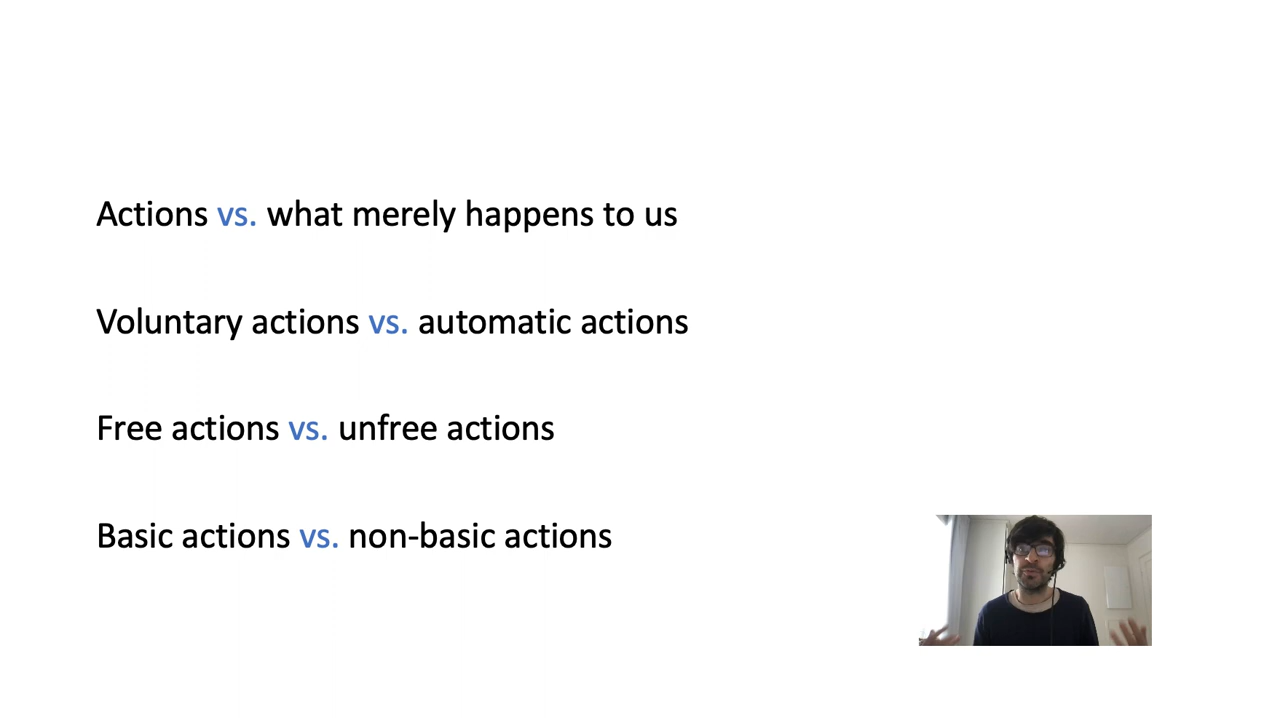 Actions vs. what merely happens to us
Voluntary actions vs. automatic actions
Free actions vs. unfree actions
Basic actions vs. non-basic actions